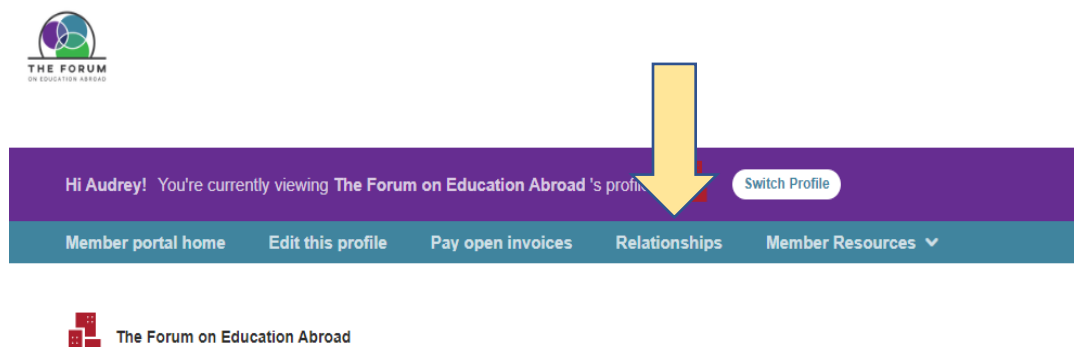 THE FORUM
ON EDUCATION ABROAD
Hi Audrey! You're currently viewing The Forum on Education Abroad 's
Switch Profile
Member portal home Edit this profile Pay open invoices Relationships Member Resources
The Forum on Education Abroad